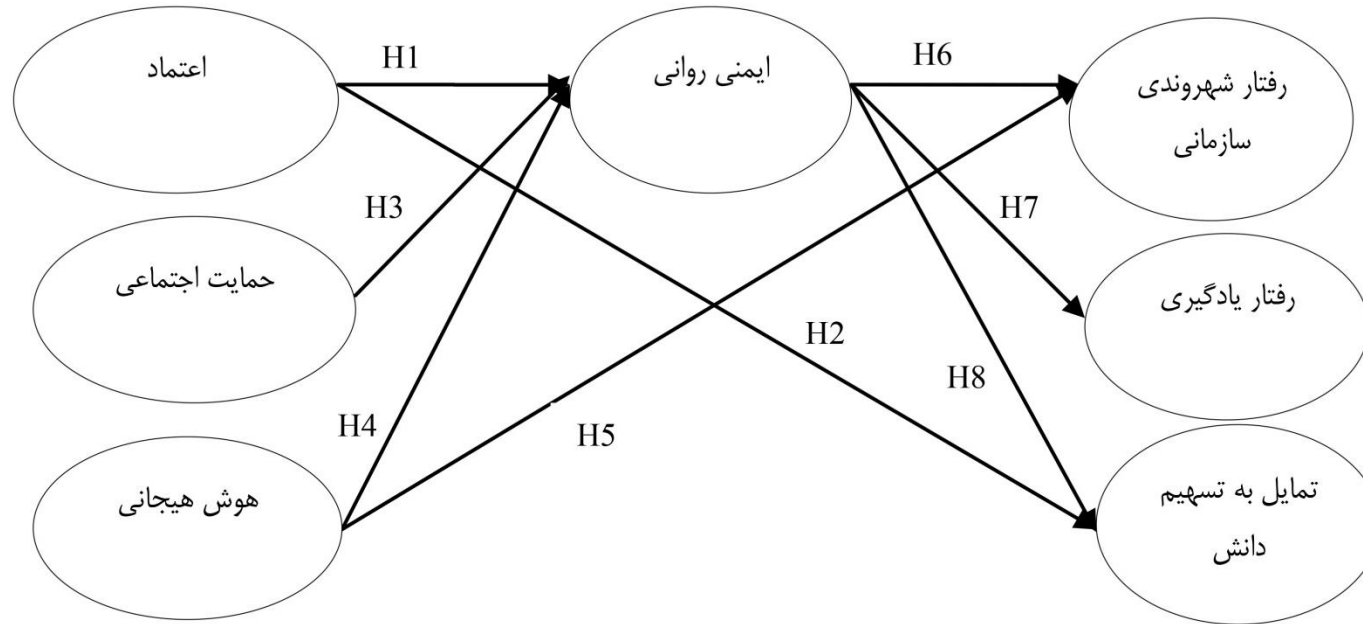 اعتماد
H1
ایمنی روانی
H6
رفتار شهروندی
سازمانی
H3
حمایت اجتماعی
H7
رفتار یادگیری
H2
H8
H4
H5
هوش هیجانی
تمایل به تسهیم
دانش